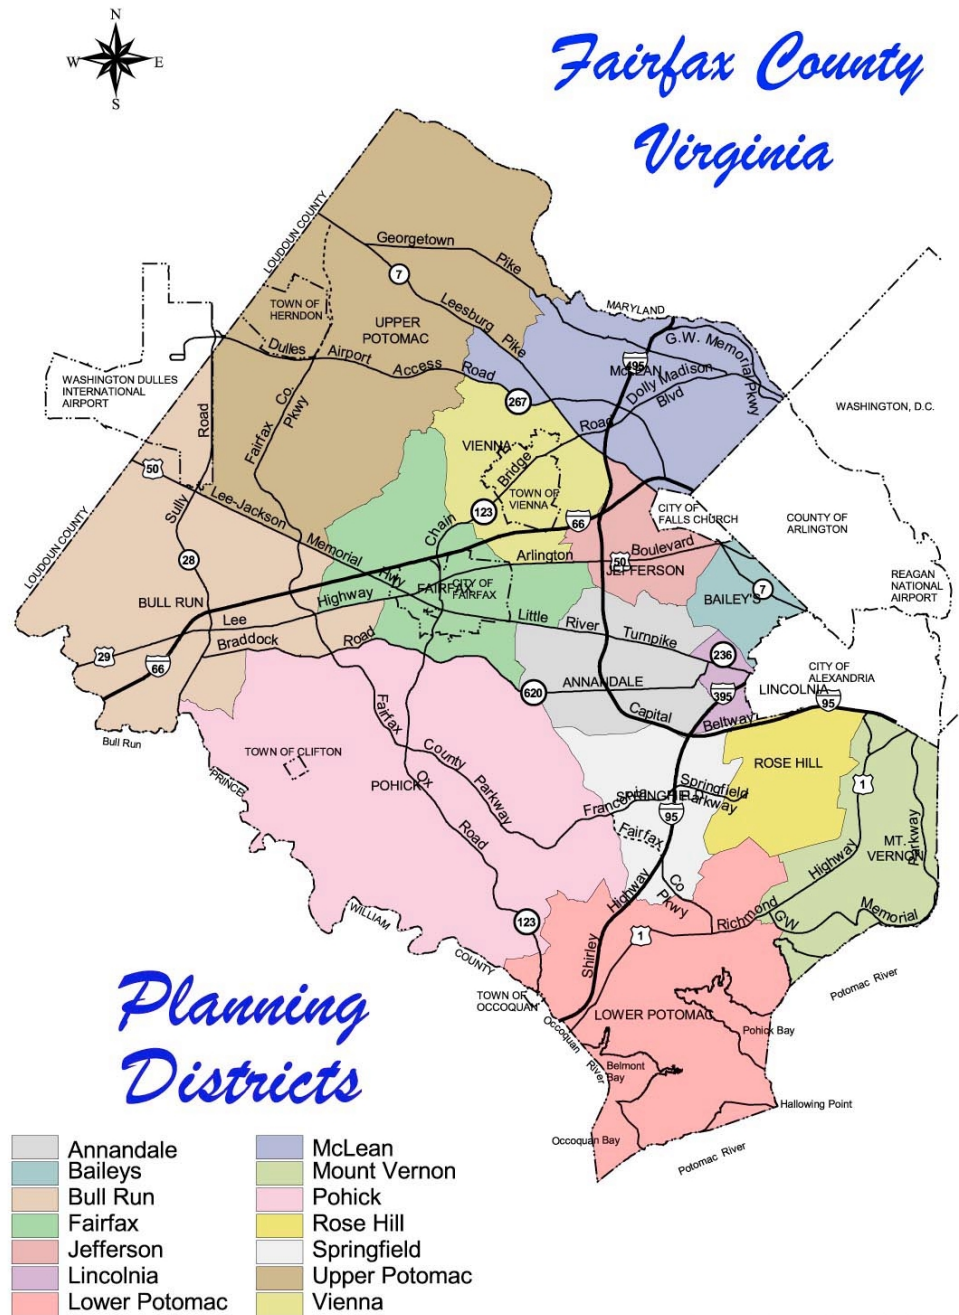 N
W E
S
Fairfax County
Virginia
LOUDOUN COUNTY
Georgetown
Pike
7
Leesburg
Pike
MARYLAND
TOWN OF
HERNDON
UPPER
POTOMAC
G.W. Memorial Pkwy
495
McLEAN
Dulles Airport Access Road
Dolly Madison
Blvd
WASHINGTON DULLES
INTERNATIONAL
AIRPORT
267
WASHINGTON, D.C.
Road
Fairfax Co. Pkwy
VIENNA
Chain Bridge Road
50
TOWN OF
VIENNA
Sully
Lee-Jackson Memorial Hwy
123
66
CITY OF
FALLS CHURCH
COUNTY OF
ARLINGTON
LOUDOUN COUNTY
28
Arlington Boulevard
50
JEFFERSON
REAGAN
NATIONAL
AIRPORT
FAIRFAX
CITY OF
FAIRFAX
7
BAILEY'S
BULL RUN
Lee Highway
Little River Turnpike
Braddock Road
29
66
236
620
ANNANDALE
395
LINCOLNIA
CITY OF
ALEXANDRIA
95
Capital Beltway
Bull Run
TOWN OF CLIFTON
Fairfax
County
Parkway
ROSE HILL
PRINCE
POHICK
Ox
Road
Franconia
SPRINGFIELD
Springfield
Parkway
1
95
Fairfax
Co
Pkwy
MT.
VERNON
Parkway
Highway
Richmond
GW
Memorial
WILLIAM
COUNTY
123
Shirley
Highway
1
TOWN OF
OCCOQUAN
LOWER POTOMAC
Potomac River
Occoquan River
Pohick Bay
Belmont
Bay
Hallowing Point
Occoquan Bay
Potomac River
Planning
Districts
Annandale
Baileys
Bull Run
Fairfax
Jefferson
Lincolnia
Lower Potomac
McLean
Mount Vernon
Pohick
Rose Hill
Springfield
Upper Potomac
Vienna